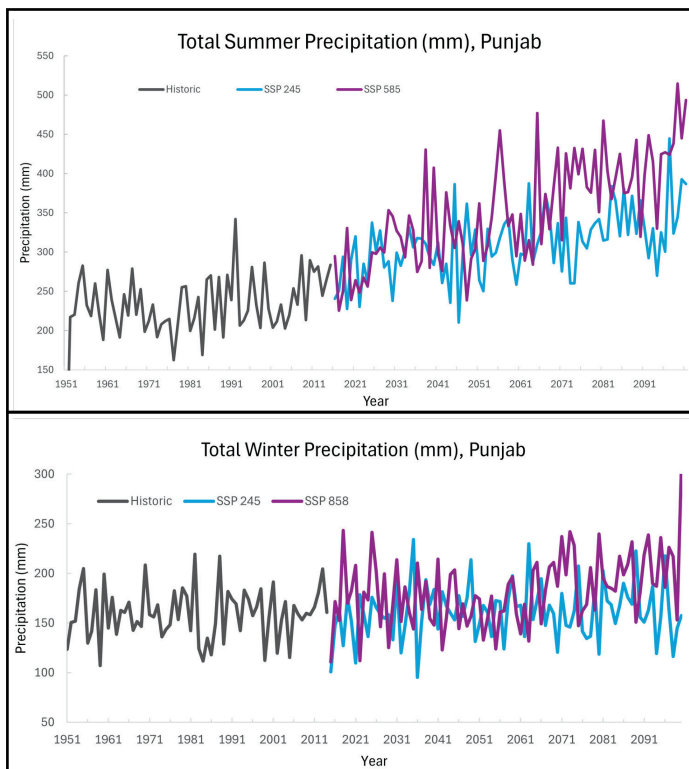 Total Summer Precipitation (mm), Punjab
Historic SSP 245 SSP 585
Precipitation (mm)
550
500
450
400
350
300
250
200
150
1951 1961 1971 1981 1991 2001 2011 2021 2031 2041 2051 2061 2071 2081 2091
Year
Total Winter Precipitation (mm), Punjab
Historic SSP 245 SSP 858
Precipitation (mm)
300
250
200
150
100
50
1951 1961 1971 1981 1991 2001 2011 2021 2031 2041 2051 2061 2071 2081 2091
Year